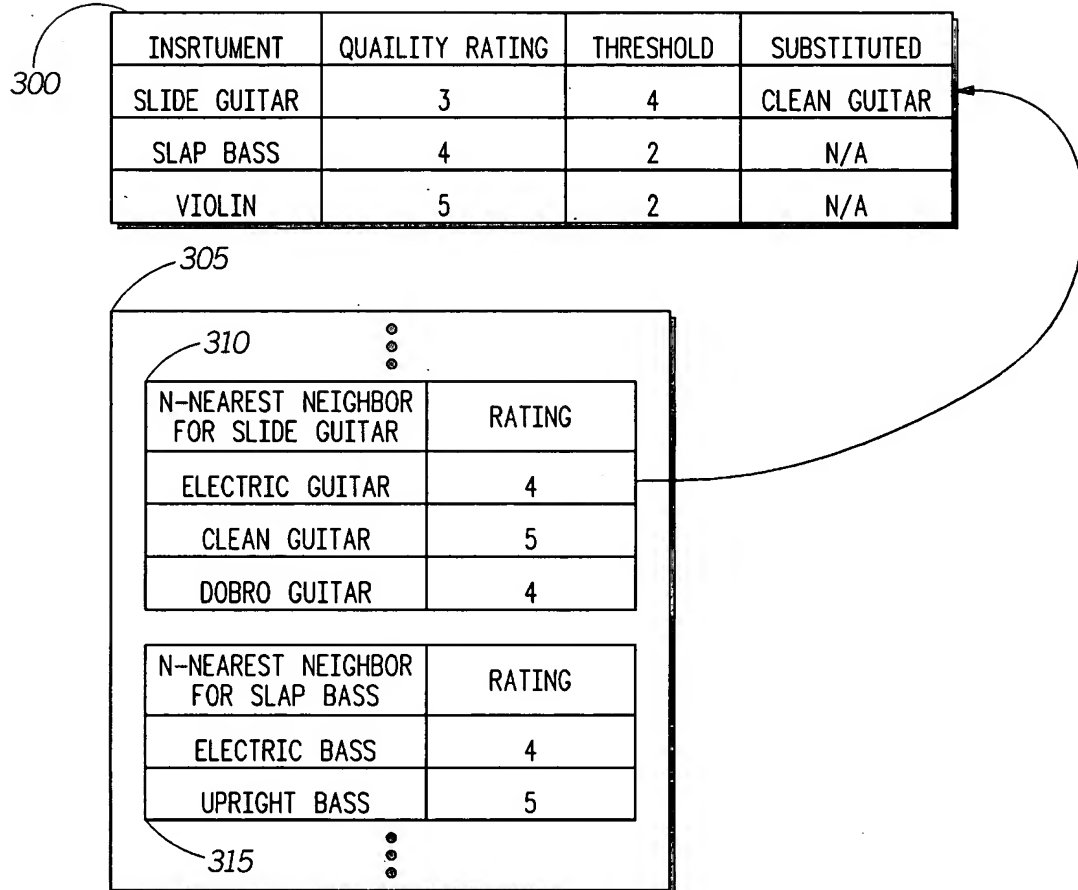 300
INSRTUMENT QUAILITY RATING THRESHOLD SUBSTITUTED
SLIDE GUITAR 3 4 CLEAN GUITAR
SLAP BASS 4 2 N/A
VIOLIN 5 2 N/A
305
310
N-NEAREST NEIGHBOR
FOR SLIDE GUITAR RATING
ELECTRIC GUITAR 4
CLEAN GUITAR 5
DOBRO GUITAR 4
N-NEAREST NEIGHBOR
FOR SLAP BASS RATING
ELECTRIC BASS 4
UPRIGHT BASS 5
315